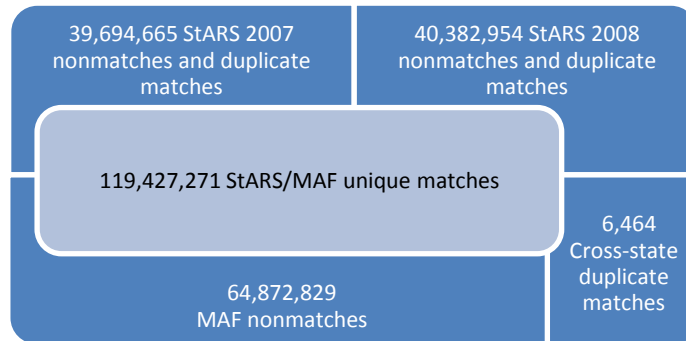 39,694,665 StARS 2007
nonmatches and duplicate
matches
40,382,954 StARS 2008
nonmatches and duplicate
matches
119,427,271 StARS/MAF unique matches
64,872,829
MAF nonmatches
6,464
Cross-state
duplicate
matches